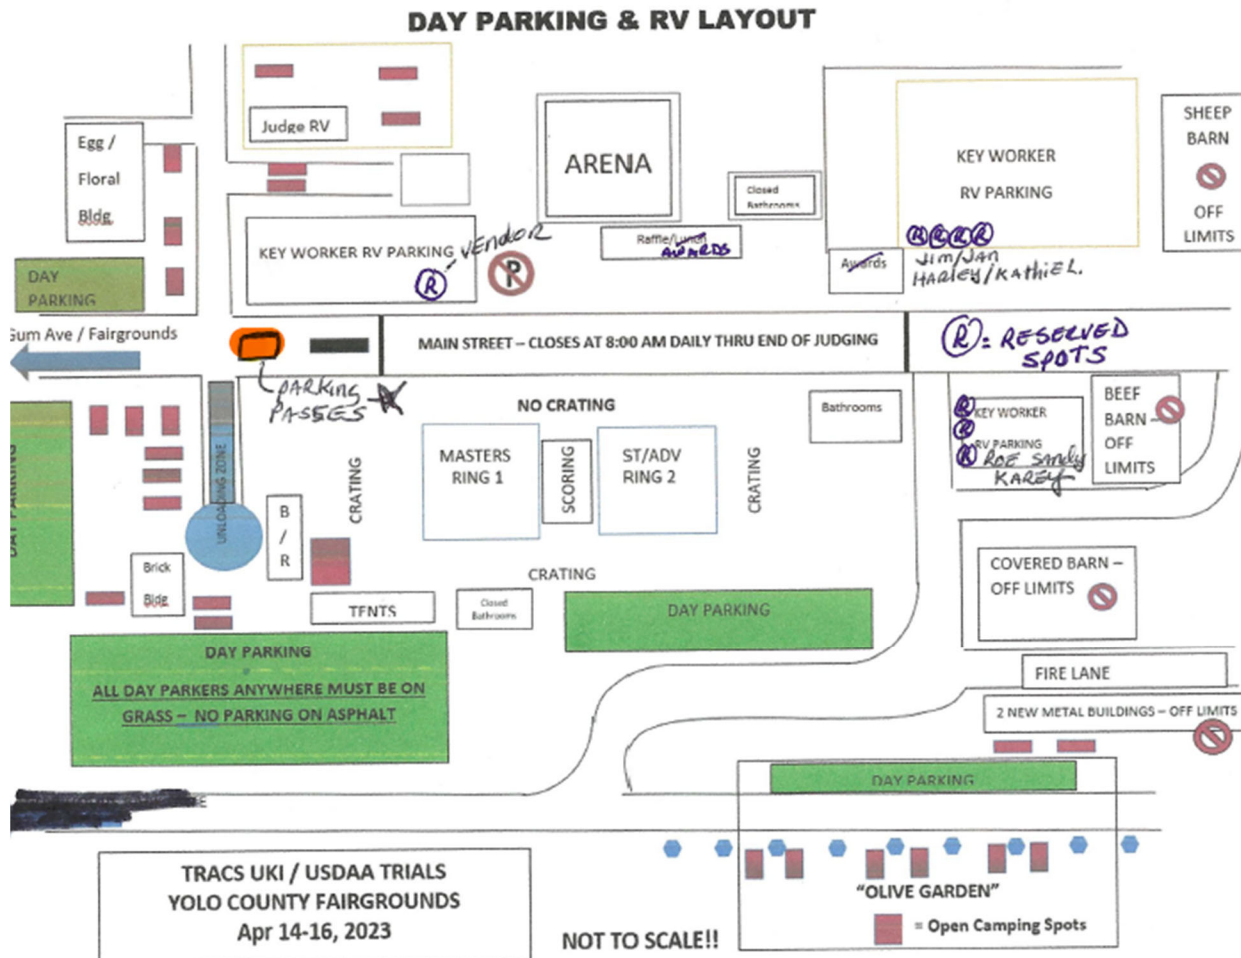 DAY PARKING & RV LAYOUT
Judge RV
Egg /
Floral
Bldg
ARENA
Closed
Bathrooms
KEY WORKER
RV PARKING
SHEEP
BARN
OFF
LIMITS
KEY WORKER RV PARKING
VENDOR
R
P
Raffle/Lunch
AWARDS
Awards
R R R R
Jim/Jan
HARLEY/KATHIE L.
DAY
PARKING
Gum Ave / Fairgrounds
MAIN STREET – CLOSES AT 8:00 AM DAILY THRU END OF JUDGING
R = RESERVED
SPOTS
PARKING
PASSES
NO CRATING
Bathrooms
R KEY WORKER
R
RV PARKING
R ROE Sandy
KAREY
BEEF
BARN –
OFF
LIMITS
DAY PARKING
UNLOADING ZONE
B
/
R
CRATING
MASTERS
RING 1
SCORING
ST/ADV
RING 2
CRATING
CRATING
Brick
Bldg
TENTS
Closed
Bathrooms
DAY PARKING
COVERED BARN –
OFF LIMITS
DAY PARKING
ALL DAY PARKERS ANYWHERE MUST BE ON
GRASS – NO PARKING ON ASPHALT
FIRE LANE
2 NEW METAL BUILDINGS – OFF LIMITS
DAY PARKING
"OLIVE GARDEN"
= Open Camping Spots
TRACS UKI / USDAA TRIALS
YOLO COUNTY FAIRGROUNDS
Apr 14-16, 2023
NOT TO SCALE!!